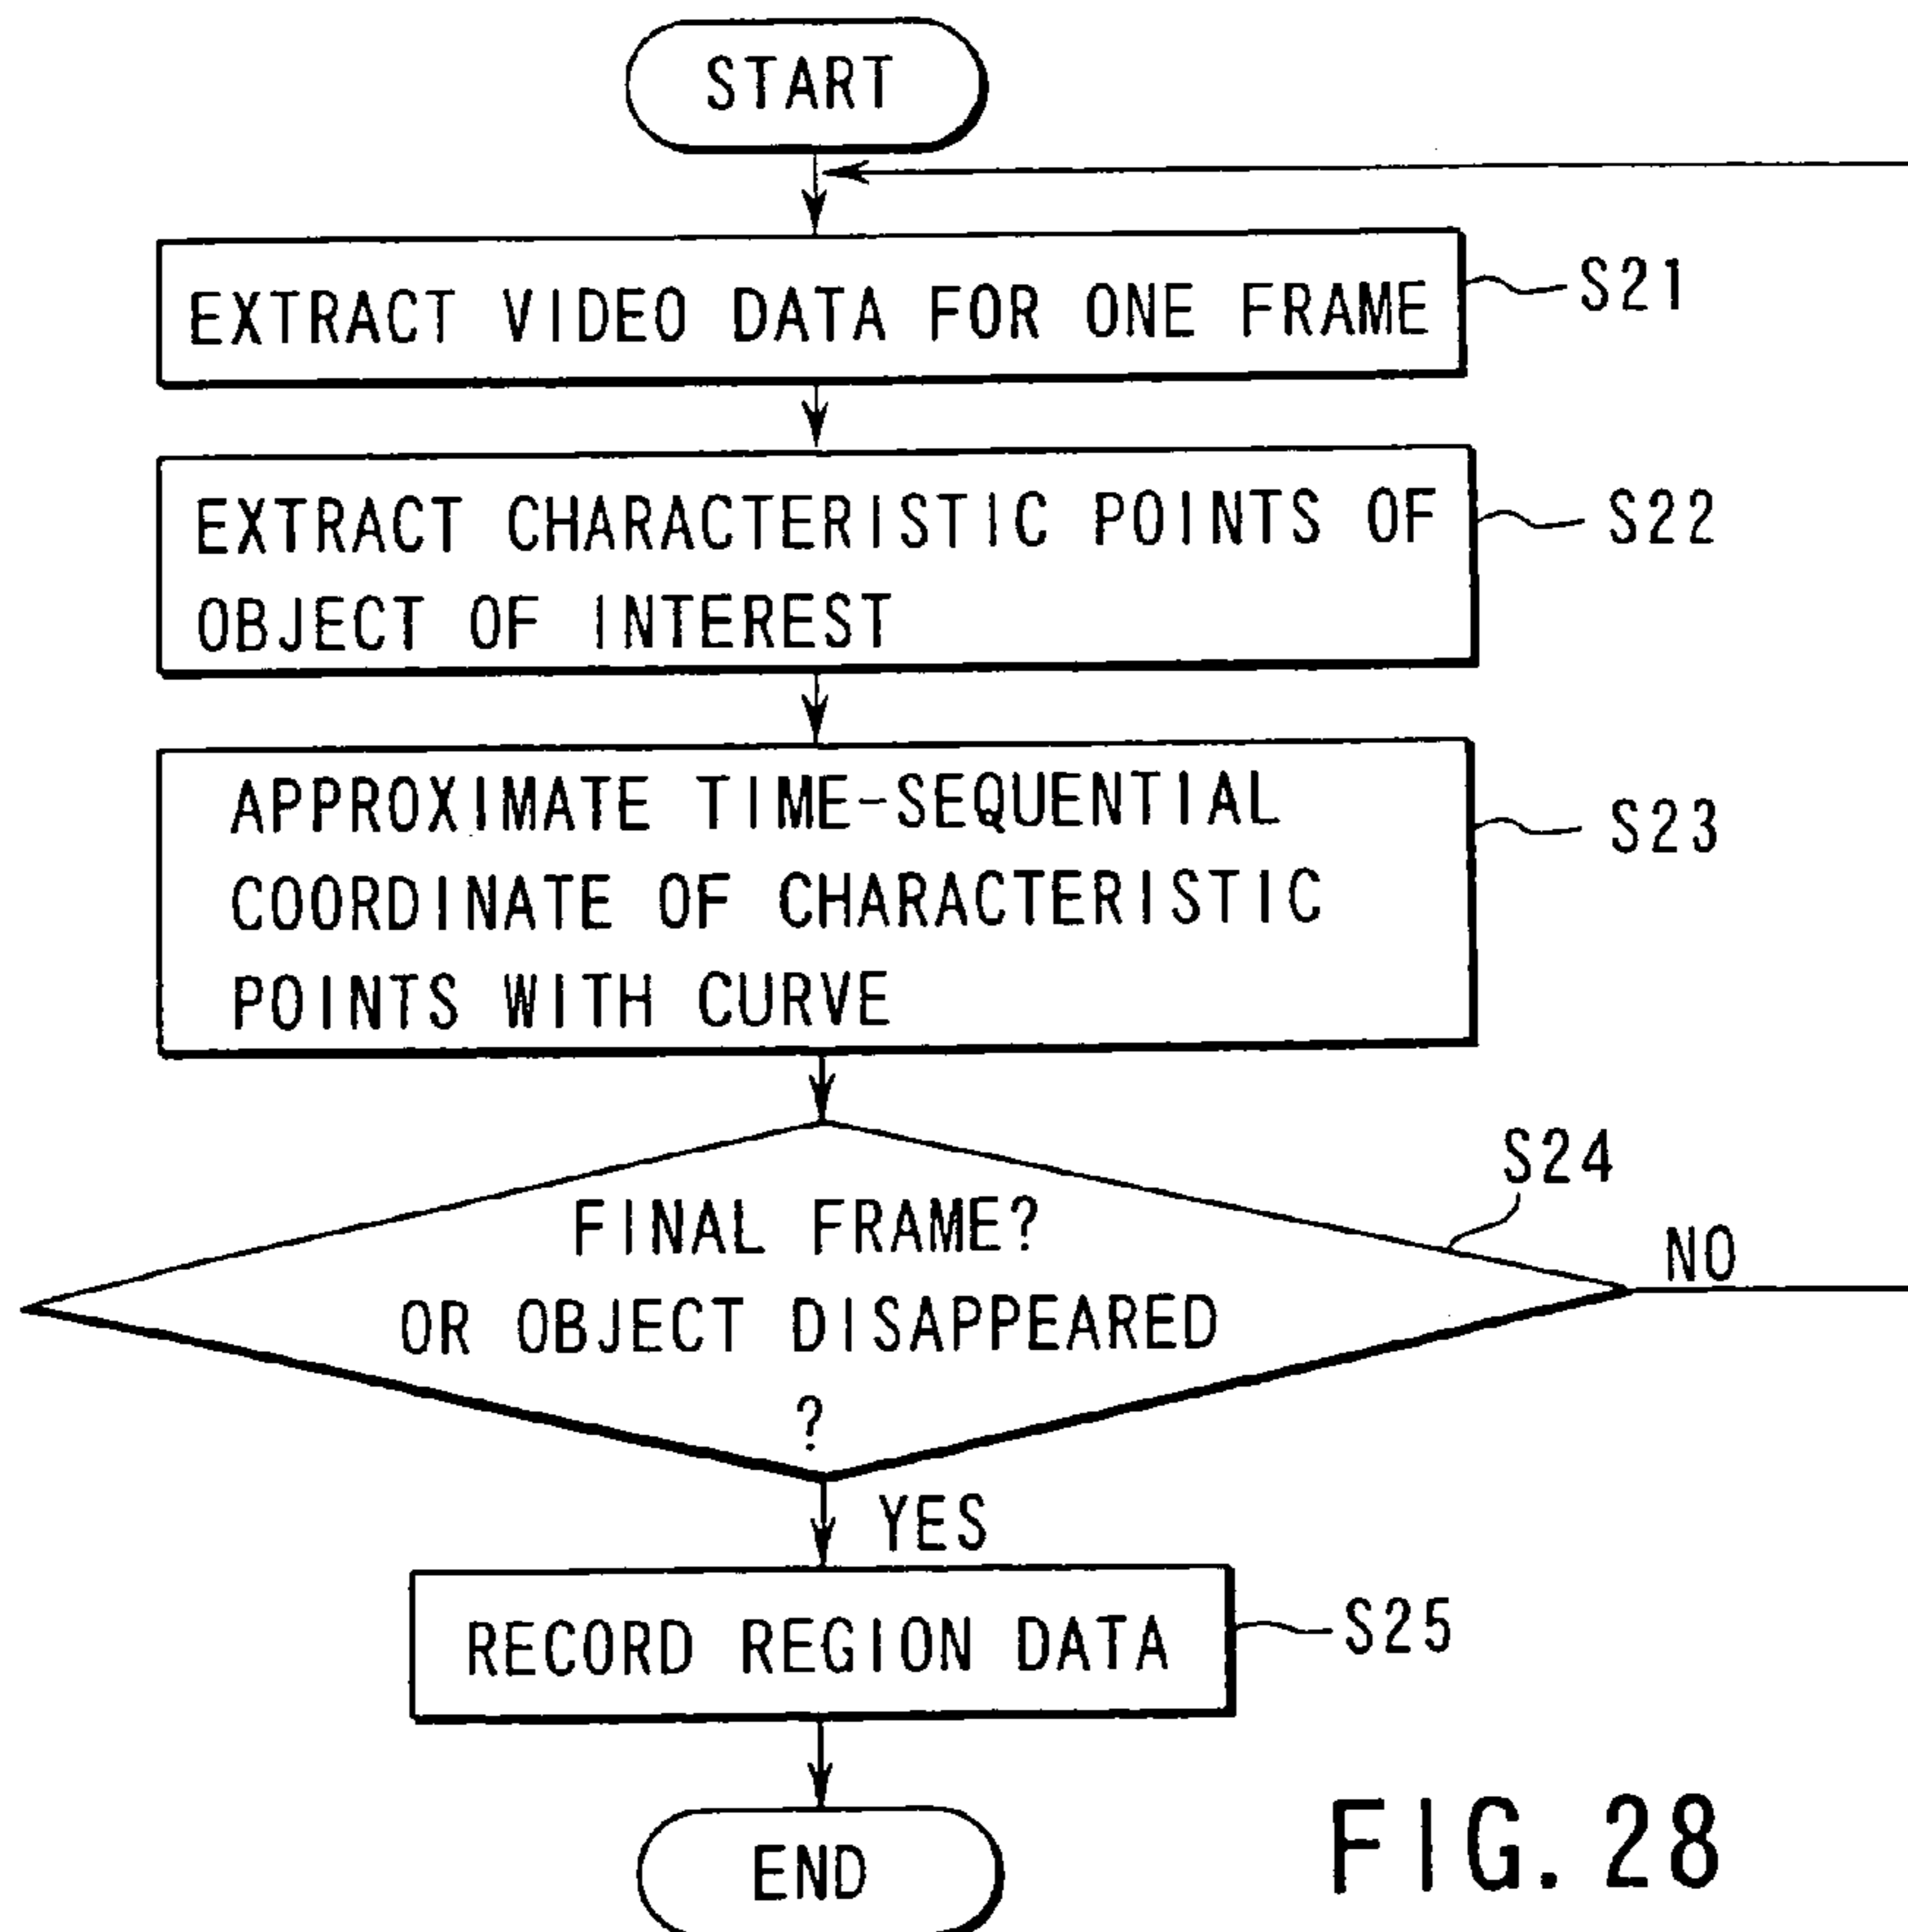 START
EXTRACT VIDEO DATA FOR ONE FRAME
S21
EXTRACT CHARACTERISTIC POINTS OF
OBJECT OF INTEREST
S22
APPROXIMATE TIME-SEQUENTIAL
COORDINATE OF CHARACTERISTIC
POINTS WITH CURVE
S23
S24
FINAL FRAME?
OR OBJECT DISAPPEARED
?
NO
YES
RECORD REGION DATA
S25
END
FIG. 28